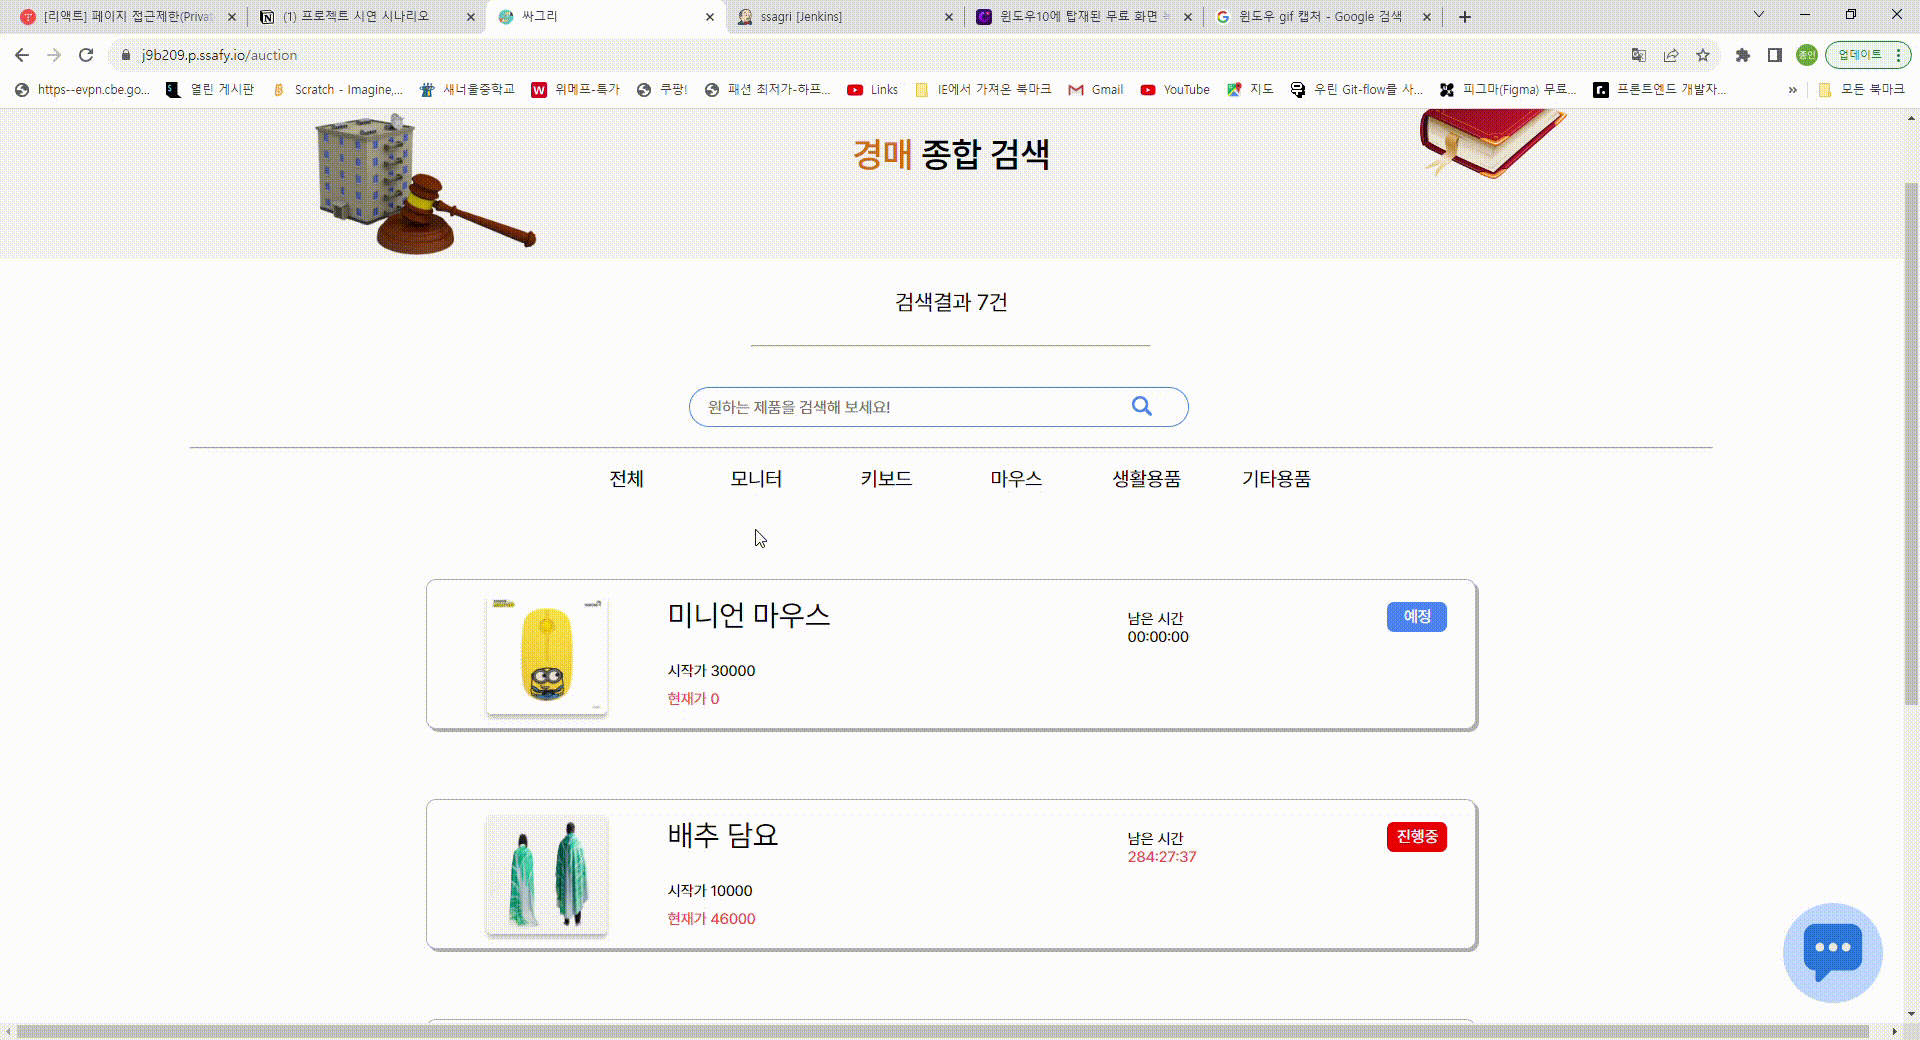 [리액트] 페이지 접근제한(Privat
(1) 프로젝트 시연 시나리오
싸그리
ssagri [Jenkins]
윈도우10에 탑재된 무료 화면
윈도우 gif 캡처 - Google 검색
j9b209.p.ssafy.io/auction
종인
업데이트
https--evpn.cbe.go...
열린 게시판
Scratch - Imagine,...
새너울중학교
위메프-특가
쿠팡!
패션 최저가-하프...
Links
IE에서 가져온 북마크
Gmail
YouTube
지도
우린 Git-flow를 사...
피그마(Figma) 무료...
프론트엔드 개발자...
»
모든 북마크
경매 종합 검색
검색결과 7건
원하는 제품을 검색해 보세요!
전체 모니터 키보드 마우스 생활용품 기타용품
미니언 마우스
남은 시간
00:00:00
예정
시작가 30000
현재가 0
배추 담요
남은 시간
284:27:37
진행중
시작가 10000
현재가 46000